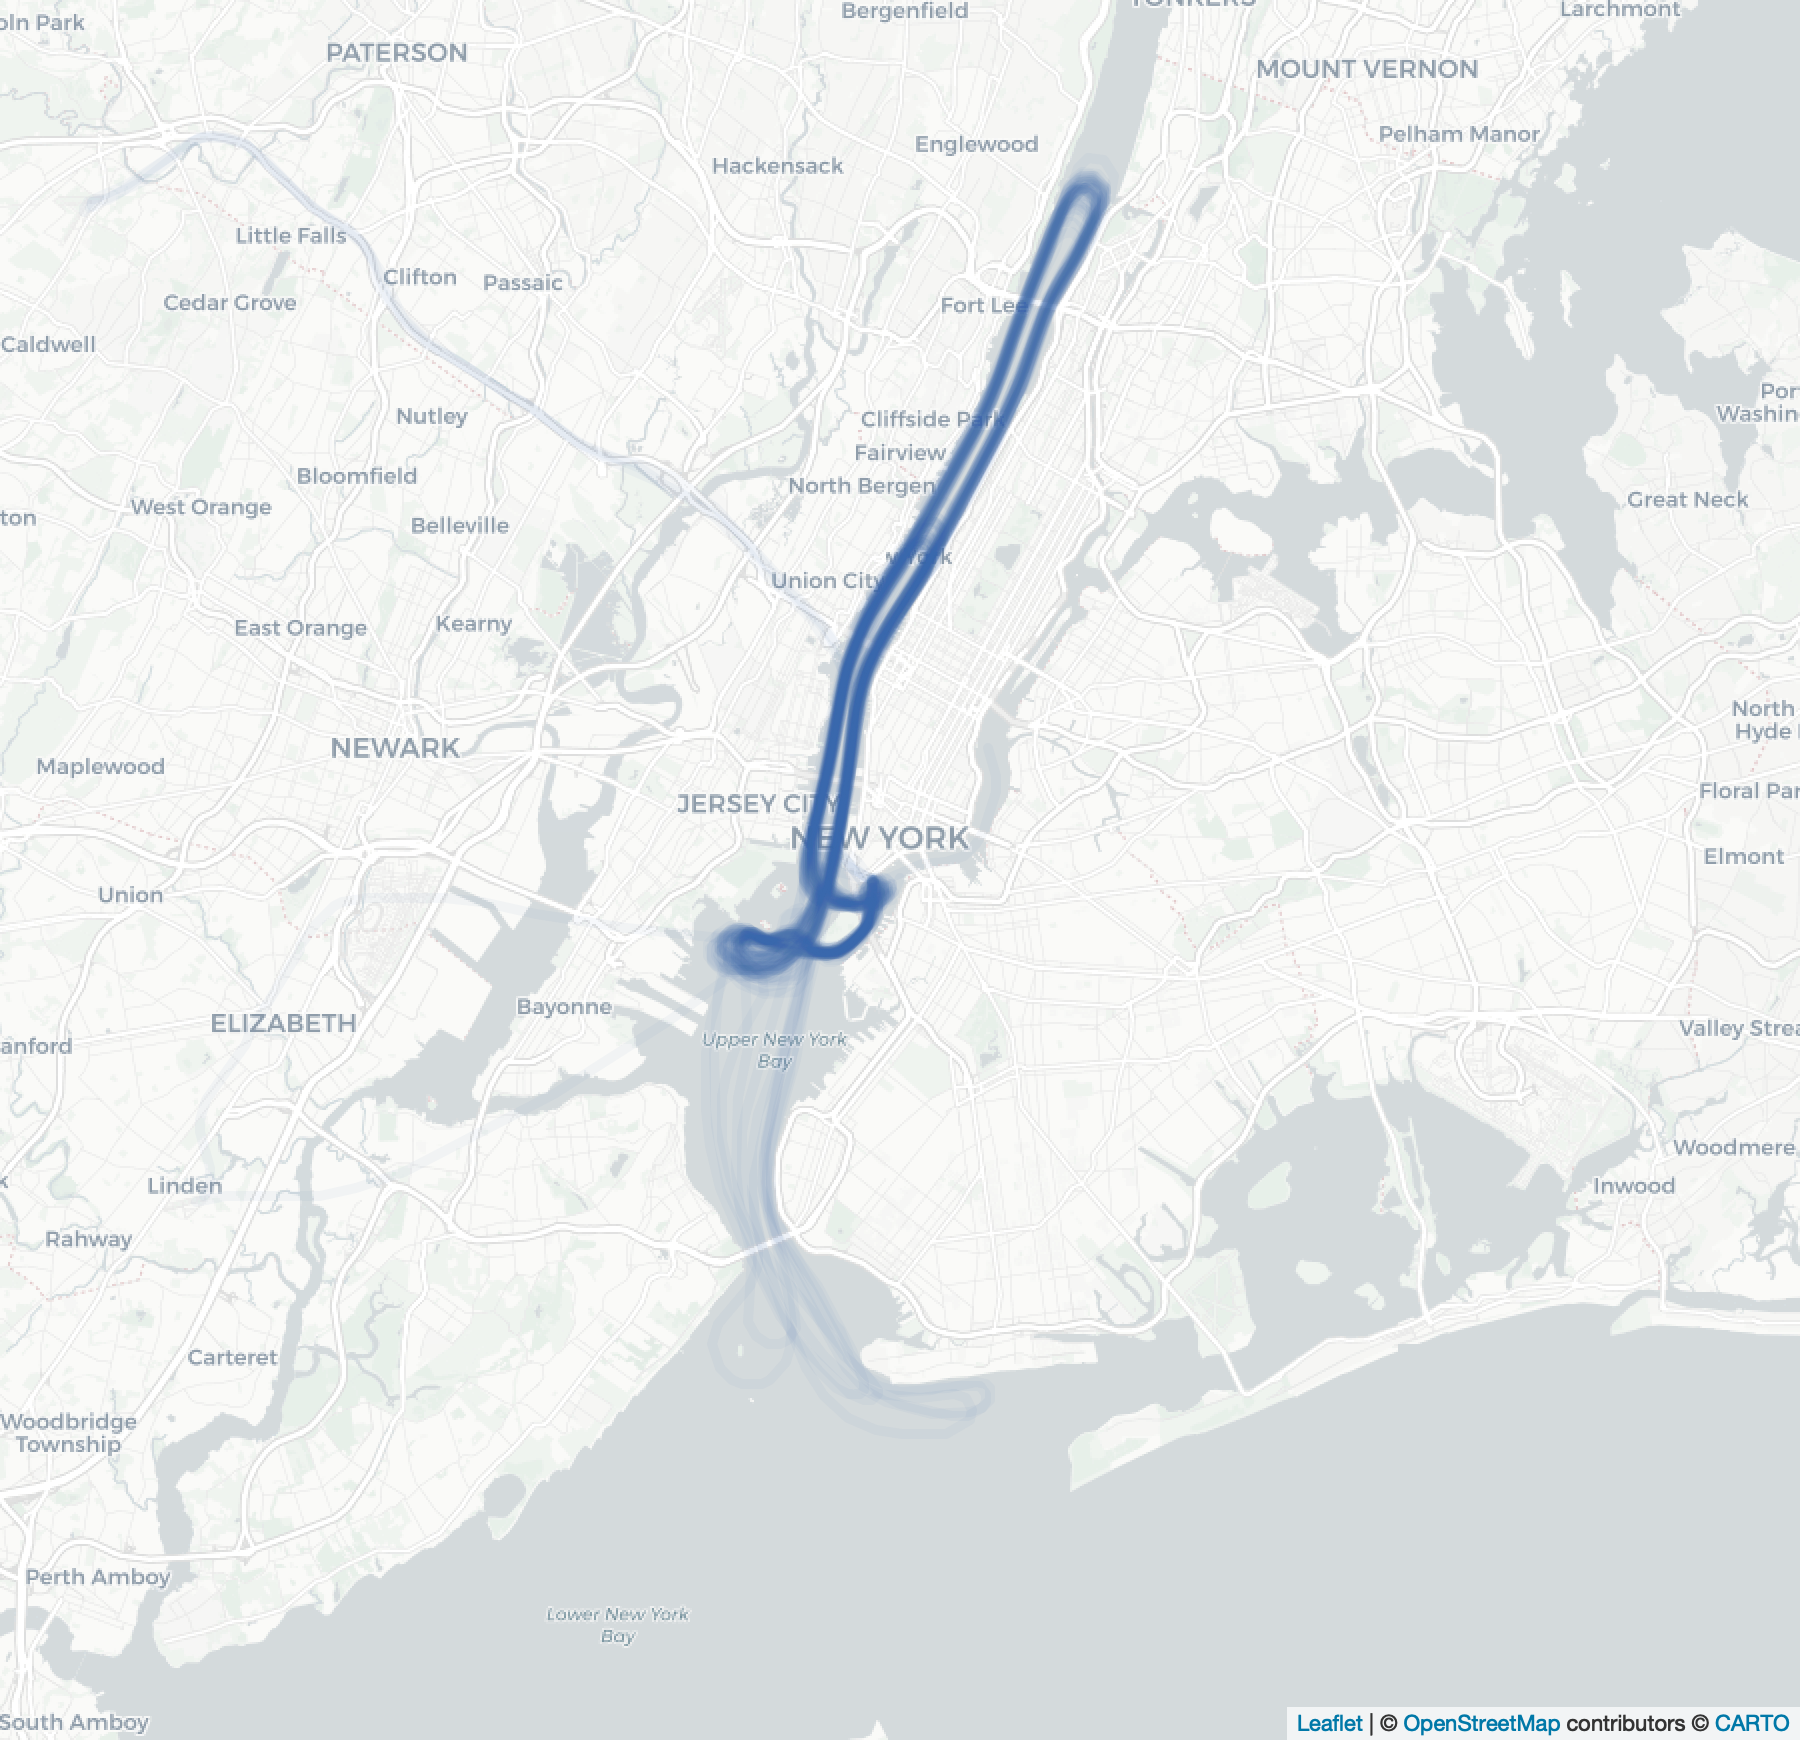 oln Park
Bergenfield
YONKERS
Larchmont
PATERSON
MOUNT VERNON
Pelham Manor
Englewood
Hackensack
Little Falls
Clifton
Passaic
Cedar Grove
Fort Lee
Caldwell
Por
Washin
Nutley
Cliffside Park
Fairview
Bloomfield
North Bergen
Great Neck
West Orange
ton
Belleville
Union City
East Orange
Kearny
North
Hyde
NEWARK
Maplewood
Floral Par
JERSEY CITY
NEW YORK
Elmont
Union
Bayonne
ELIZABETH
Valley Strea
anford
Upper New York
Bay
Woodmere
Linden
Inwood
Rahway
Carteret
Woodbridge
Township
Perth Amboy
Lower New York
Bay
South Amboy
Leaflet | © OpenStreetMap contributors © CARTO